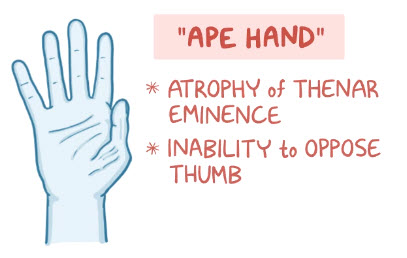 "APE HAND"
* ATROPHY of THENAR
EMINENCE
* INABILITY to OPPOSE
THUMB